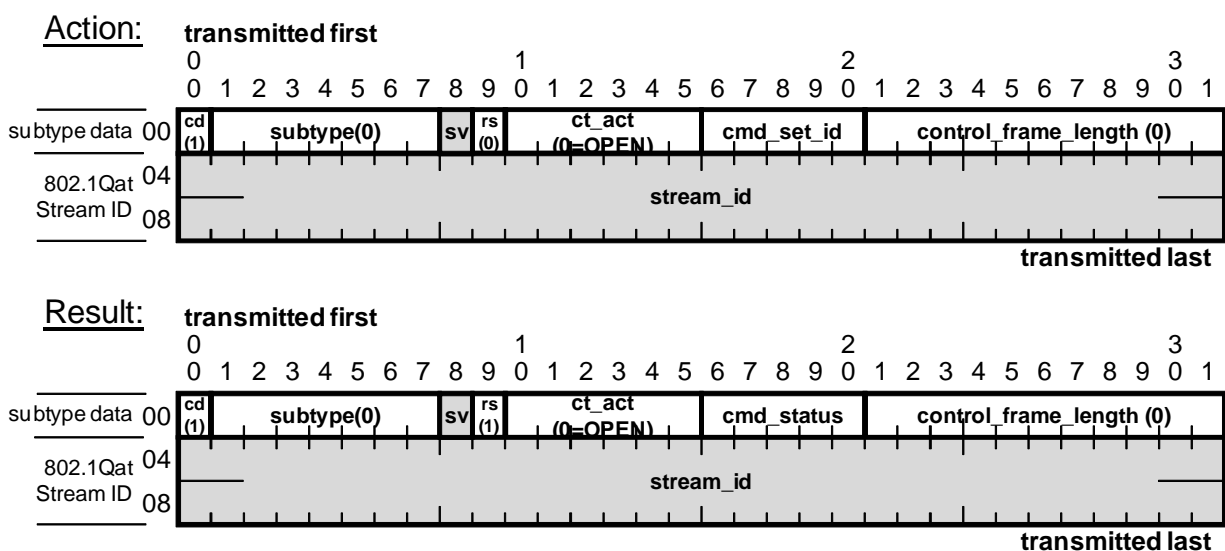 Action:
transmitted first
0 1 2 3
0 1 2 3 4 5 6 7 8 9 0 1 2 3 4 5 6 7 8 9 0 1 2 3 4 5 6 7 8 9 0 1
subtype data 00 cd (1) subtype(0) sv rs (0) ct_act (0=OPEN) cmd_set_id control_frame_length (0)
802.1Qat Stream ID 04 08 stream_id
transmitted last
Result:
transmitted first
0 1 2 3
0 1 2 3 4 5 6 7 8 9 0 1 2 3 4 5 6 7 8 9 0 1 2 3 4 5 6 7 8 9 0 1
subtype data 00 cd (1) subtype(0) sv rs (1) ct_act (0=OPEN) cmd_status control_frame_length (0)
802.1Qat Stream ID 04 08 stream_id
transmitted last